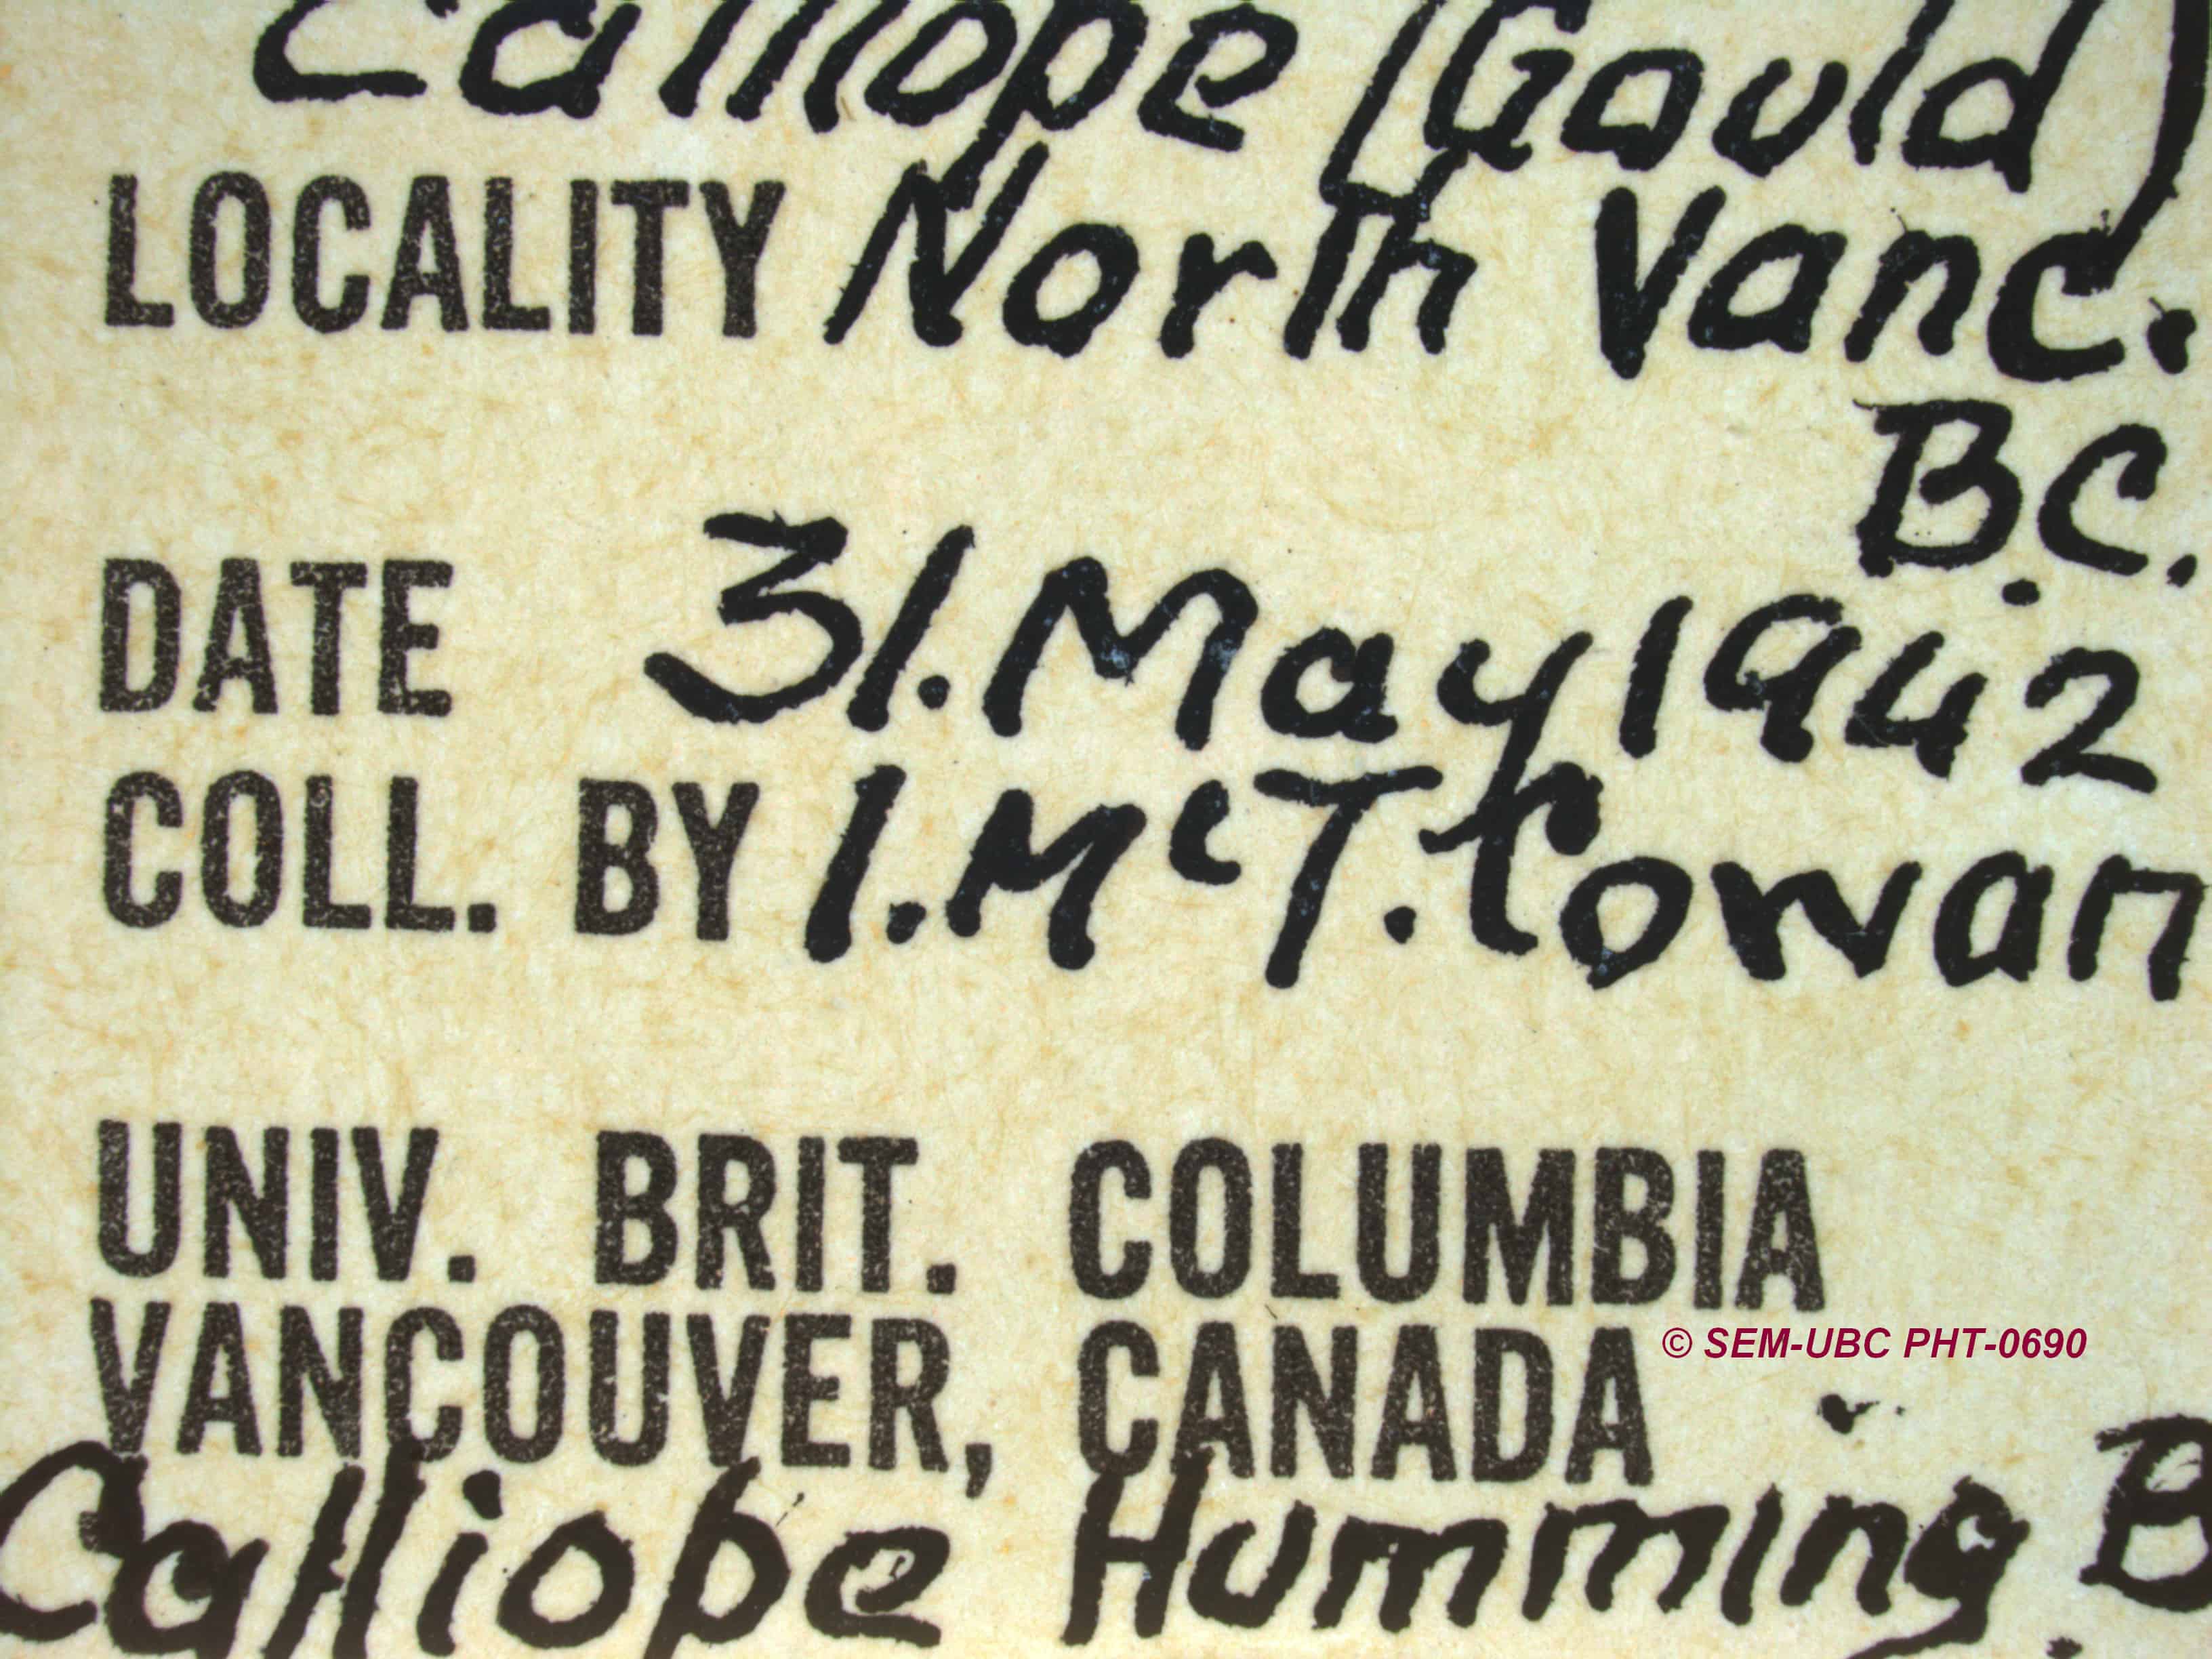 Calliope (Gould)
LOCALITY North Vanc.
B.C.
DATE 31. May 1942
COLL. BY I. McT. Cowan
UNIV. BRIT. COLUMBIA
VANCOUVER, CANADA
© SEM-UBC PHT-0690
Calliope Humming B